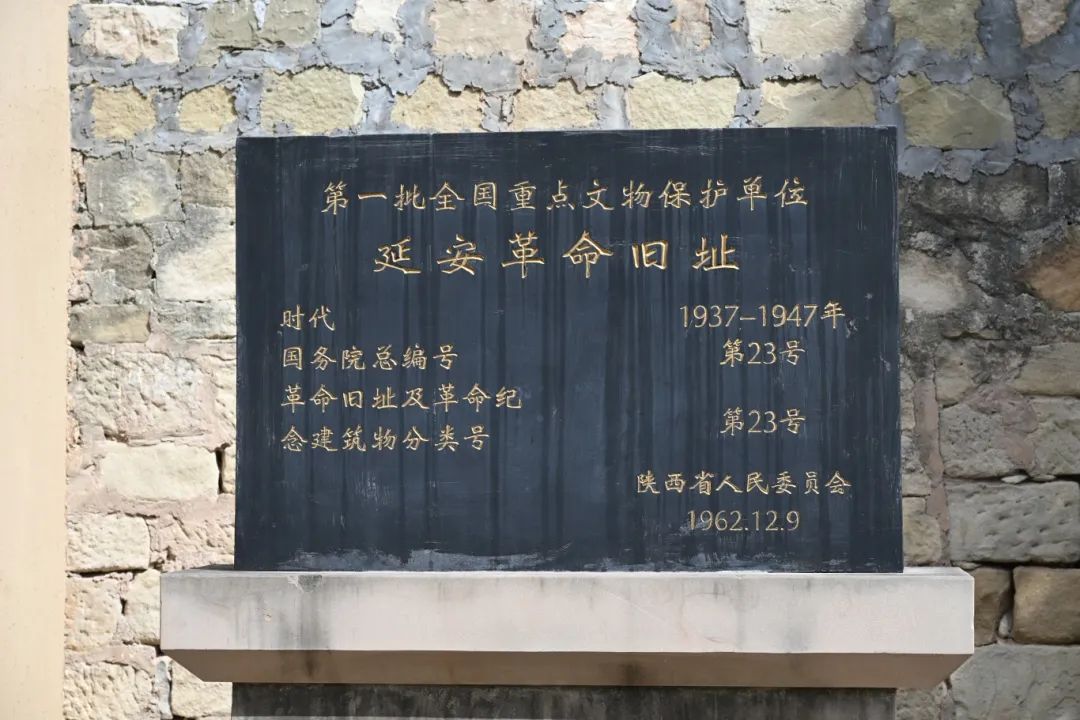 第一批全国重点文物保护单位
延安革命旧址
时代 1937-1947年
国务院总编号 第23号
革命旧址及革命纪
念建筑物分类号 第23号
陕西省人民委员会
1962.12.9